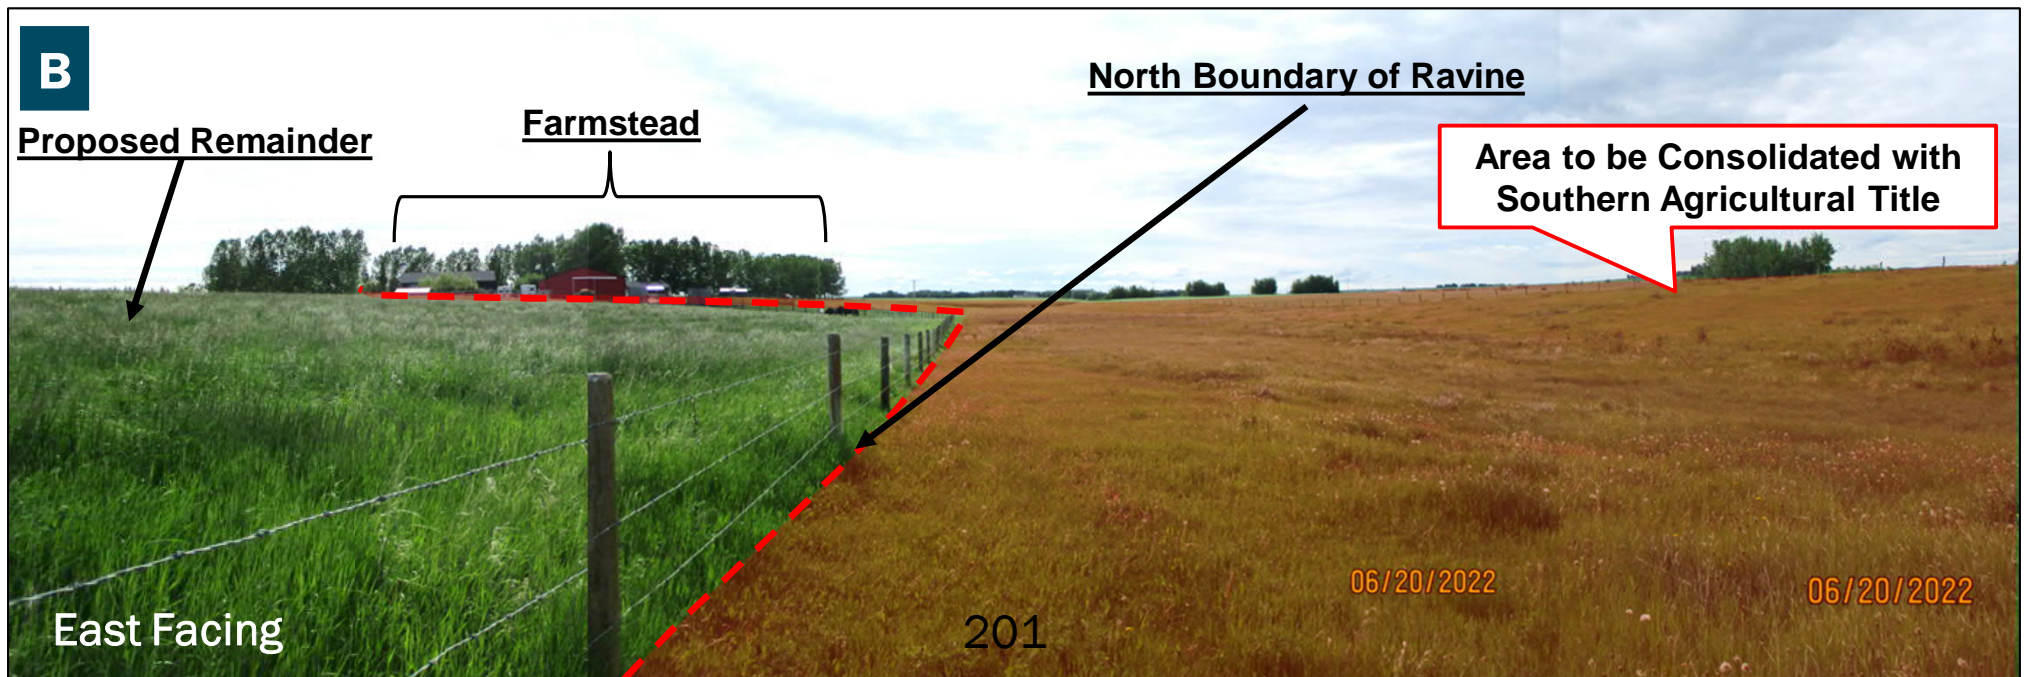 B
North Boundary of Ravine
Farmstead
Proposed Remainder
Area to be Consolidated with
Southern Agricultural Title
06/20/2022
06/20/2022
East Facing
201